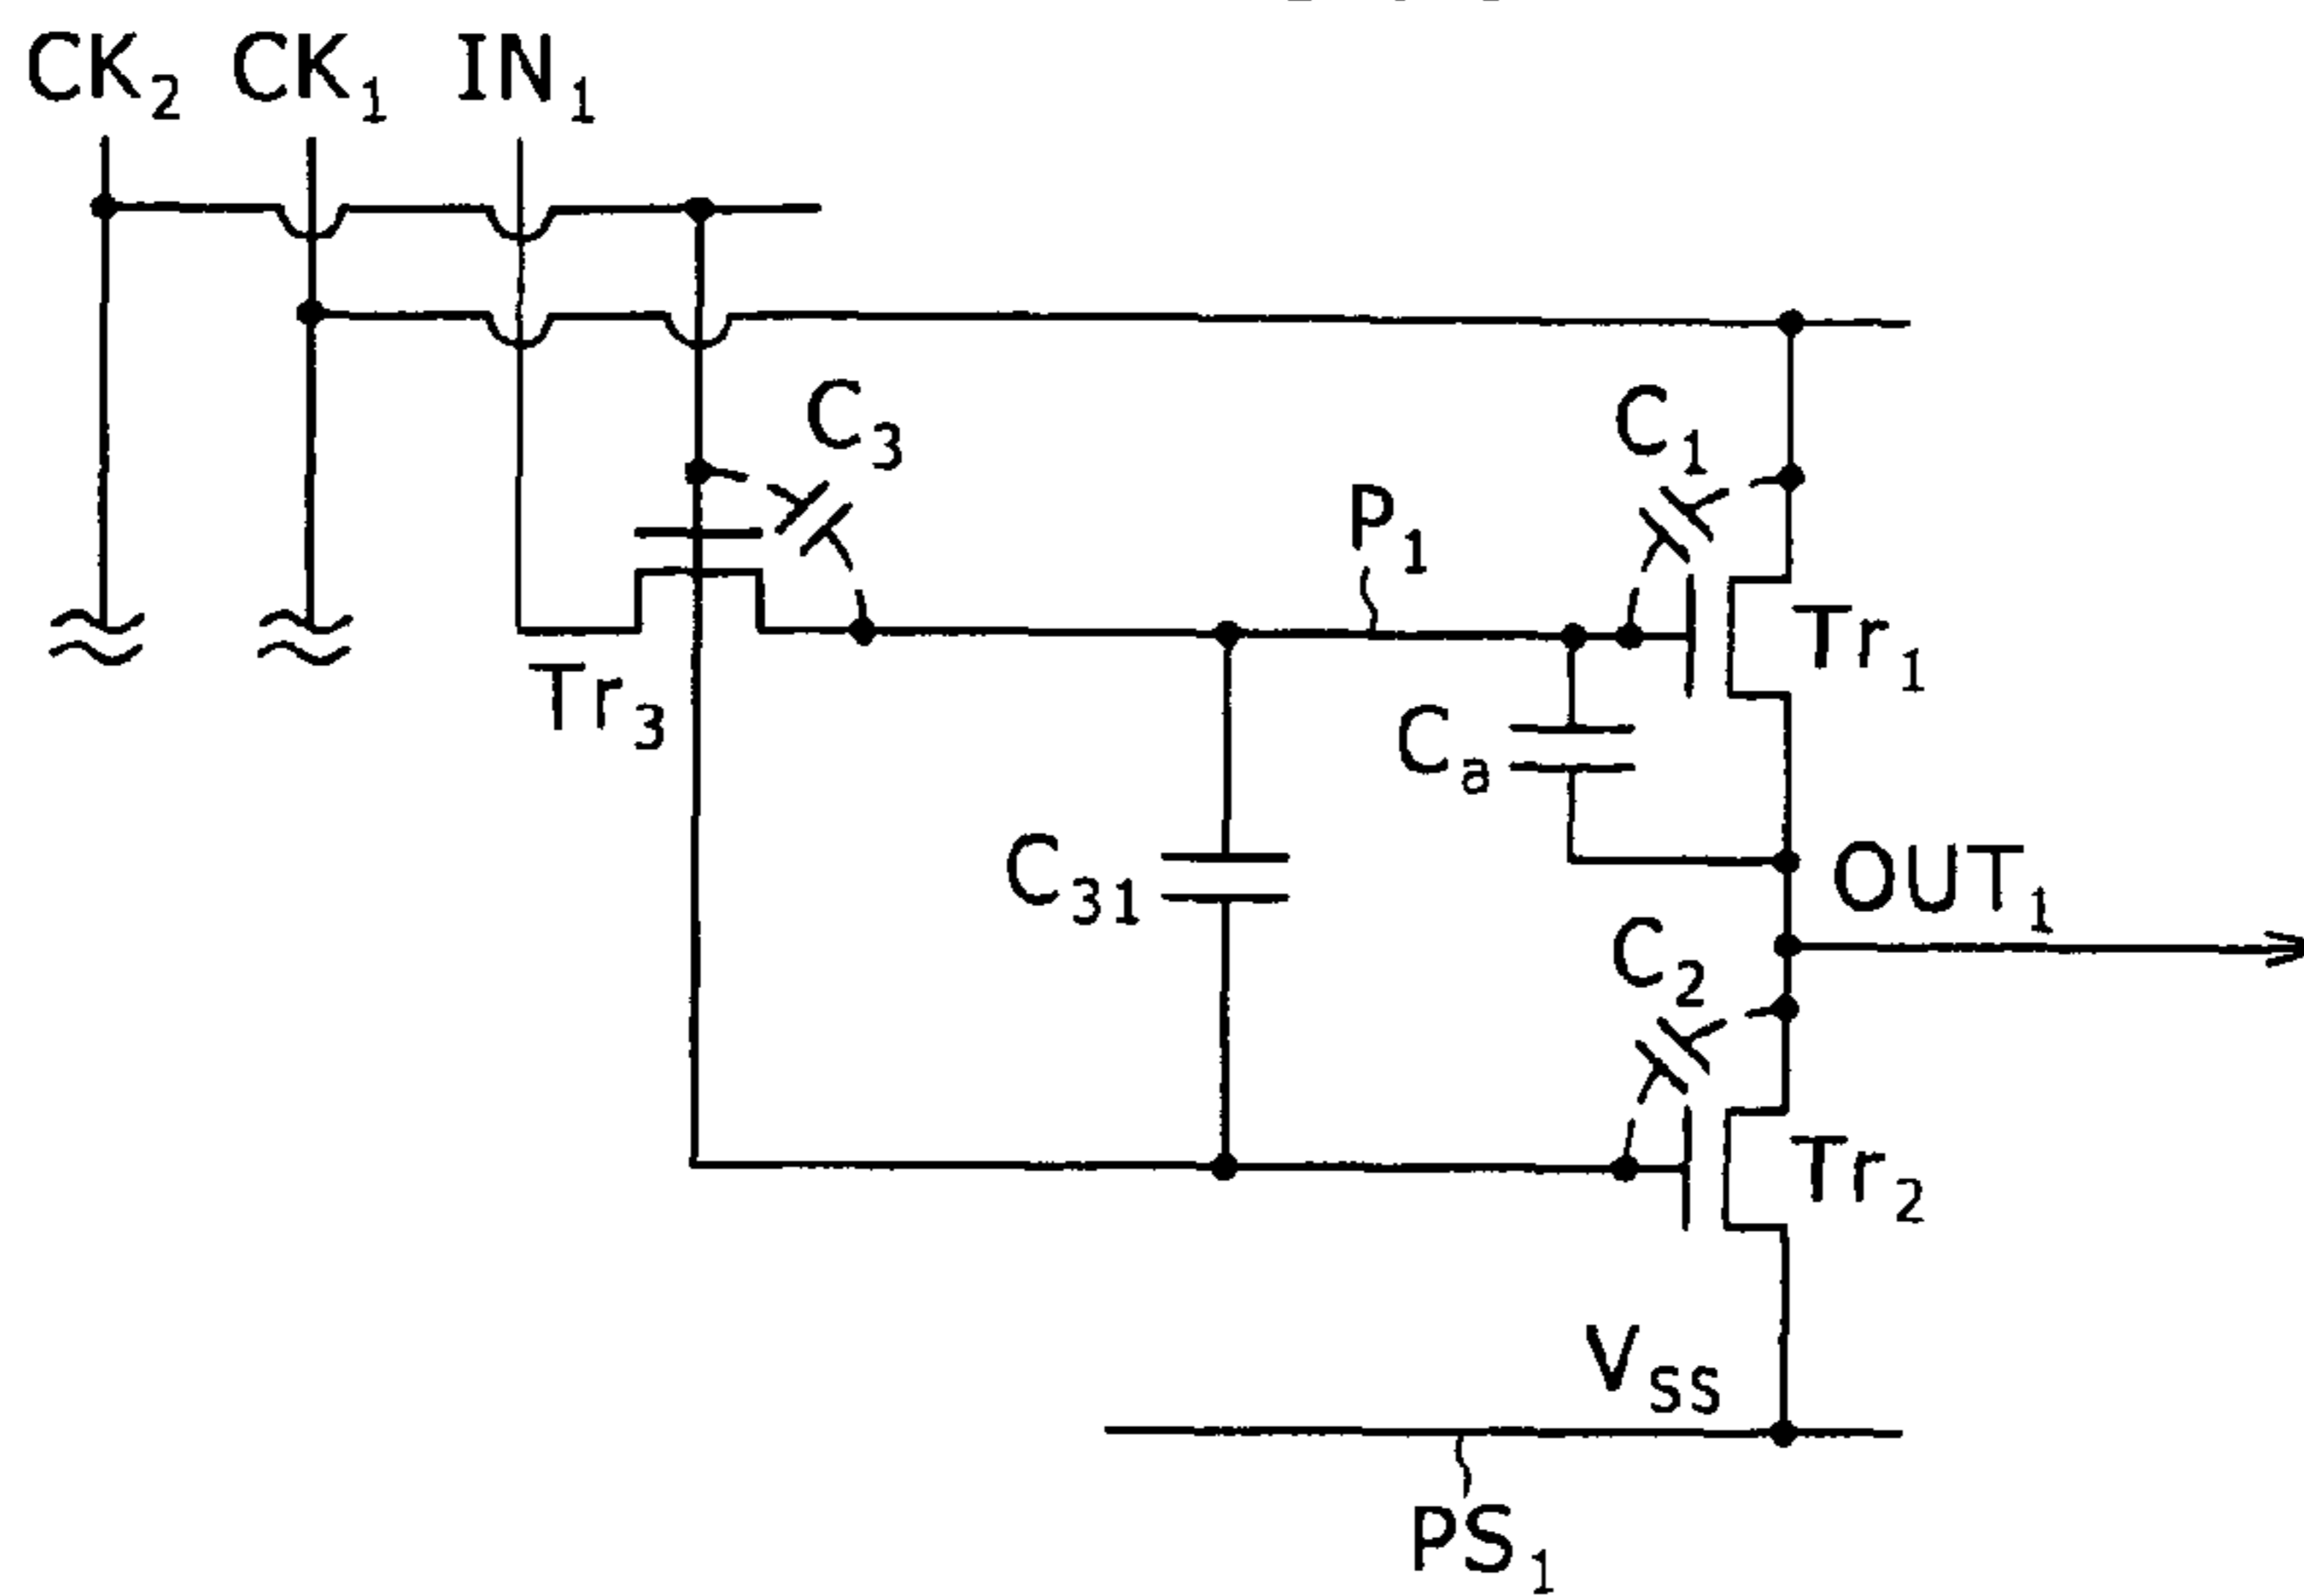 CK2 CK1 IN1
C3
C1
P1
Tr1
Tr3
Ca
C31
OUT1
C2
Tr2
VSS
PS1